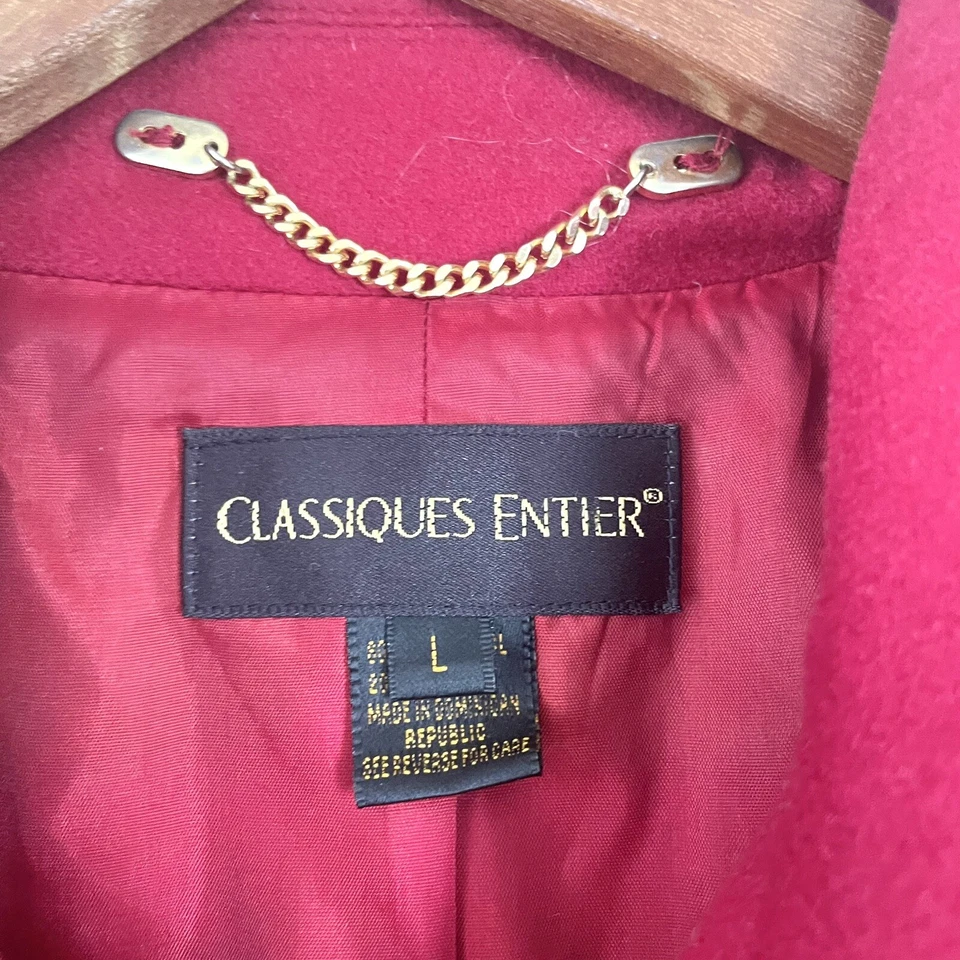 CLASSIQUES ENTIER®
L
MADE IN DOMINICAN
REPUBLIC
SEE REVERSE FOR CARE